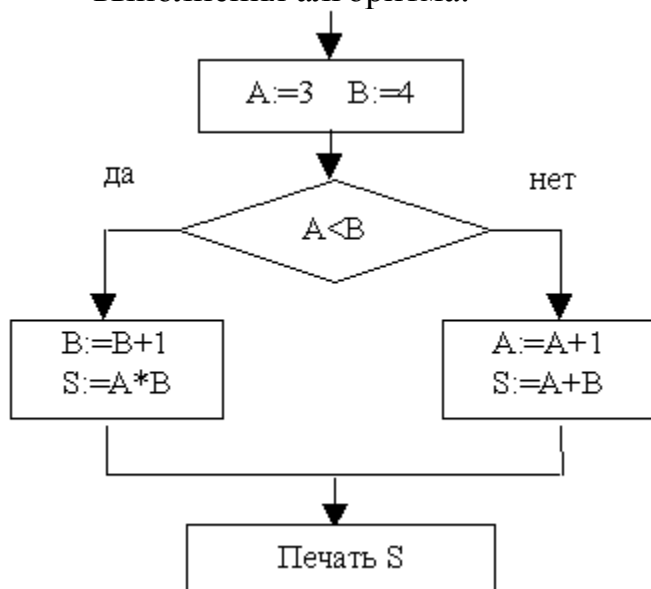 A:=3 B:=4
да
нет
A<B
B:=B+1
S:=A*B
A:=A+1
S:=A+B
Печать S